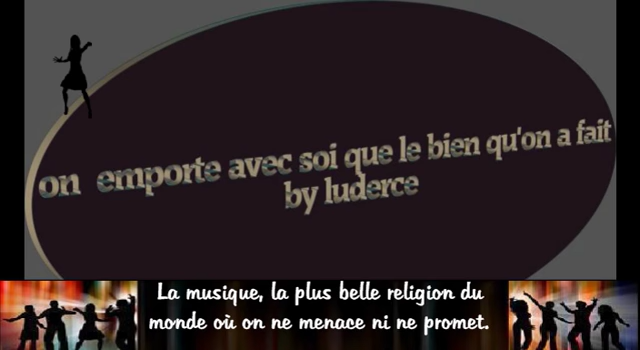 on emporte avec soi que le bien qu'on a fait
by luderce
La musique, la plus belle religion du
monde où on ne menace ni ne promet.